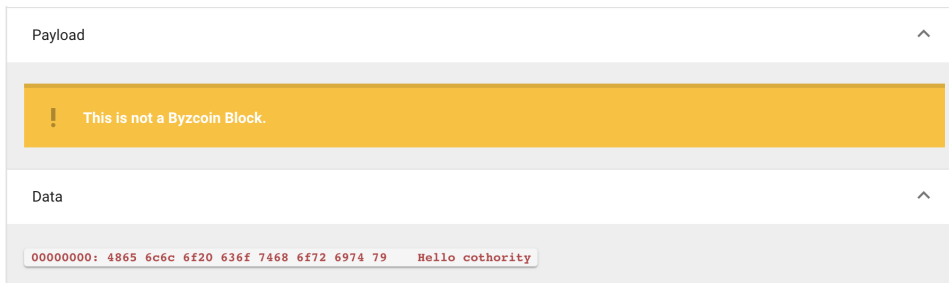 Payload
This is not a Byzcoin Block.
Data
00000000: 4865 6c6c 6f20 636f 7468 6f72 6974 79 Hello cothority